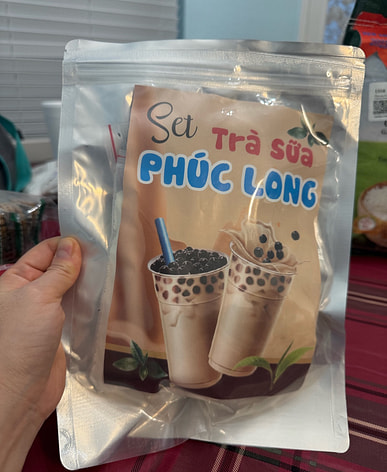 Set
Trà Sữa
PHÚC LONG